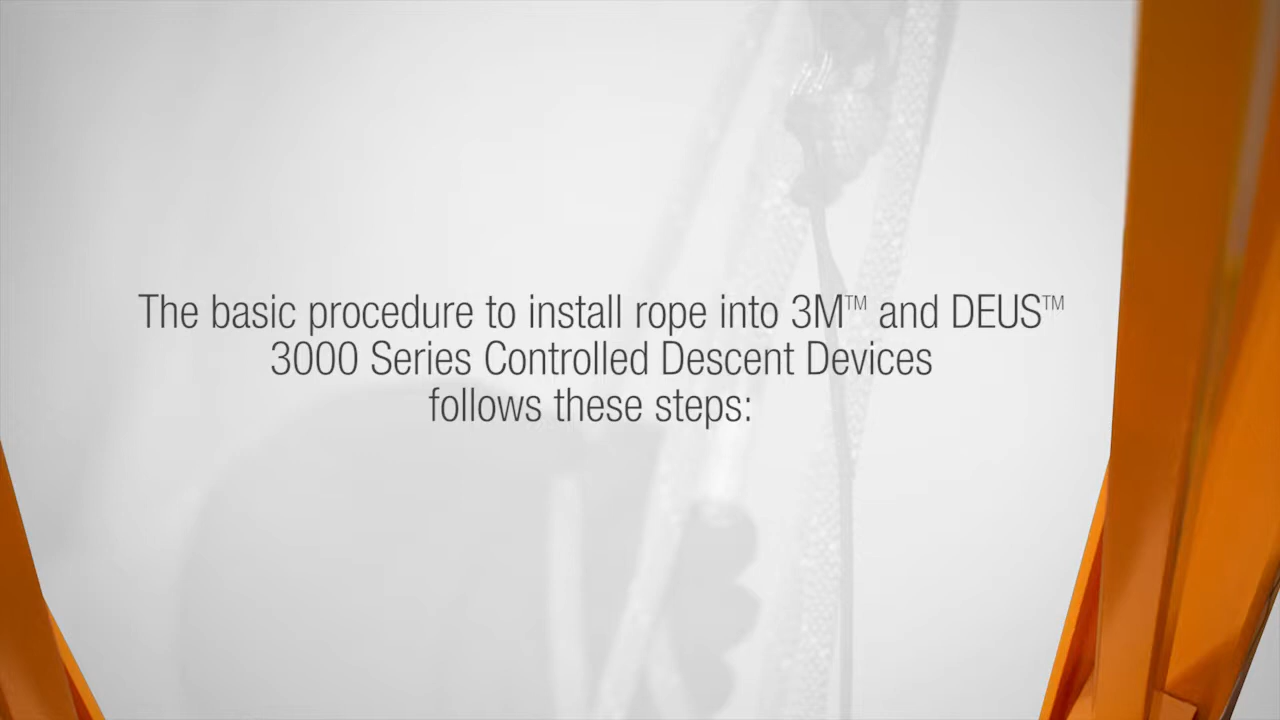 The basic procedure to install rope into 3M™ and DEUS™
3000 Series Controlled Descent Devices
follows these steps: